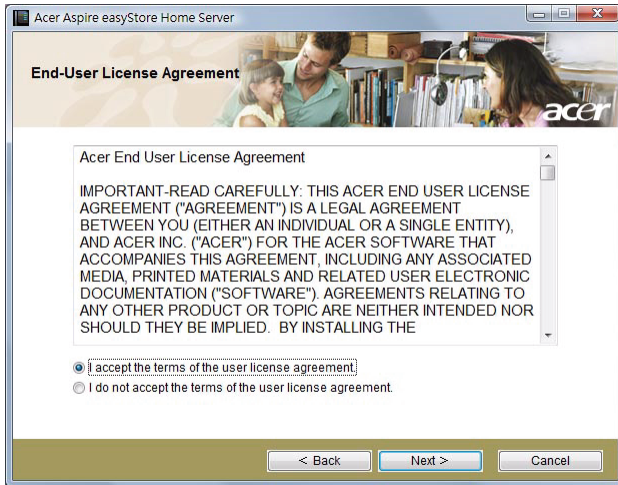 Acer Aspire easyStore Home Server
End-User License Agreement
acer
Acer End User License Agreement
IMPORTANT-READ CAREFULLY: THIS ACER END USER LICENSE
AGREEMENT ("AGREEMENT") IS A LEGAL AGREEMENT
BETWEEN YOU (EITHER AN INDIVIDUAL OR A SINGLE ENTITY),
AND ACER INC. ("ACER") FOR THE ACER SOFTWARE THAT
ACCOMPANIES THIS AGREEMENT, INCLUDING ANY ASSOCIATED
MEDIA, PRINTED MATERIALS AND RELATED USER ELECTRONIC
DOCUMENTATION ("SOFTWARE"). AGREEMENTS RELATING TO
ANY OTHER PRODUCT OR TOPIC ARE NEITHER INTENDED NOR
SHOULD THEY BE IMPLIED. BY INSTALLING THE
I accept the terms of the user license agreement.
I do not accept the terms of the user license agreement.
< Back
Next >
Cancel